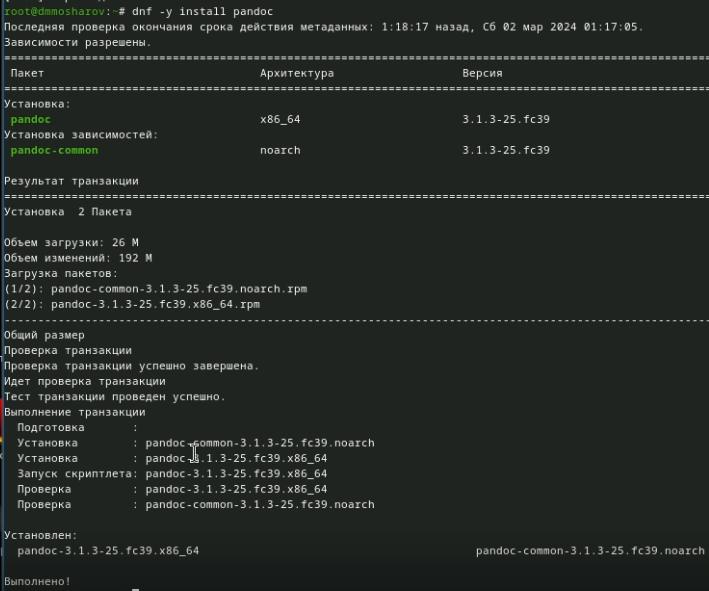 root@dmmosharov:~# dnf -y install pandoc
Последняя проверка окончания срока действия метаданных: 1:18:17 назад, Сб 02 мар 2024 01:17:05.
Зависимости разрешены.
Пакет Архитектура Версия
Установка:
pandoc x86_64 3.1.3-25.fc39
Установка зависимостей:
pandoc-common noarch 3.1.3-25.fc39
Результат транзакции
Установка 2 Пакета
Объем загрузки: 26 M
Объем изменений: 192 M
Загрузка пакетов:
(1/2): pandoc-common-3.1.3-25.fc39.noarch.rpm
(2/2): pandoc-3.1.3-25.fc39.x86_64.rpm
Общий размер
Проверка транзакции
Проверка транзакции успешно завершена.
Идет проверка транзакции
Тест транзакции проведен успешно.
Выполнение транзакции
Подготовка :
Установка : pandoc-common-3.1.3-25.fc39.noarch
Установка : pandoc-3.1.3-25.fc39.x86_64
Запуск скриптлета: pandoc-3.1.3-25.fc39.x86_64
Проверка : pandoc-3.1.3-25.fc39.x86_64
Проверка : pandoc-common-3.1.3-25.fc39.noarch
Установлен:
pandoc-3.1.3-25.fc39.x86_64 pandoc-common-3.1.3-25.fc39.noarch
Выполнено!